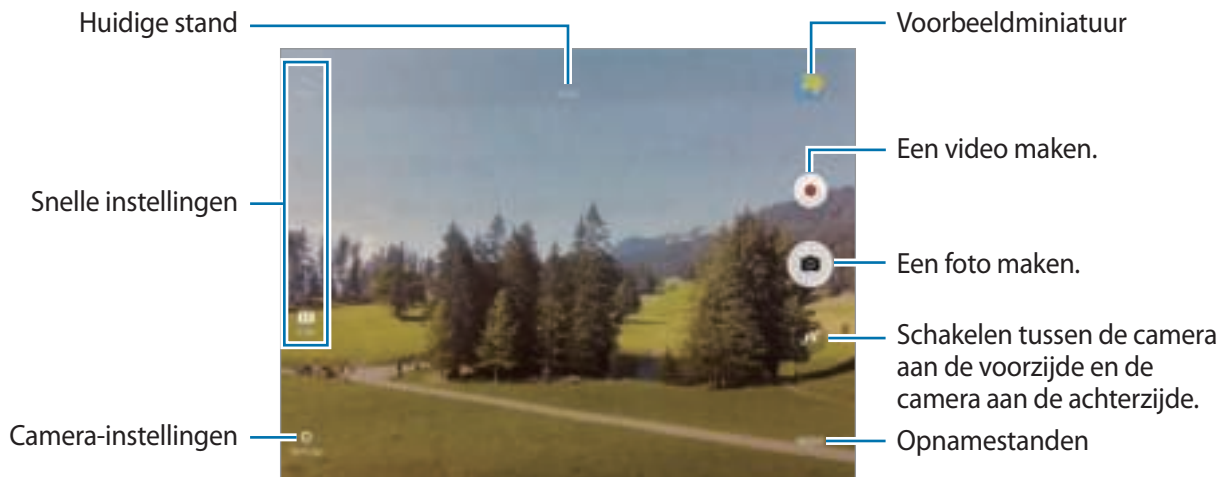 Huidige stand
Voorbeeldminiatuur
Een video maken.
Snelle instellingen
Een foto maken.
Schakelen tussen de camera
aan de voorzijde en de
camera aan de achterzijde.
Camera-instellingen
Opnamestanden